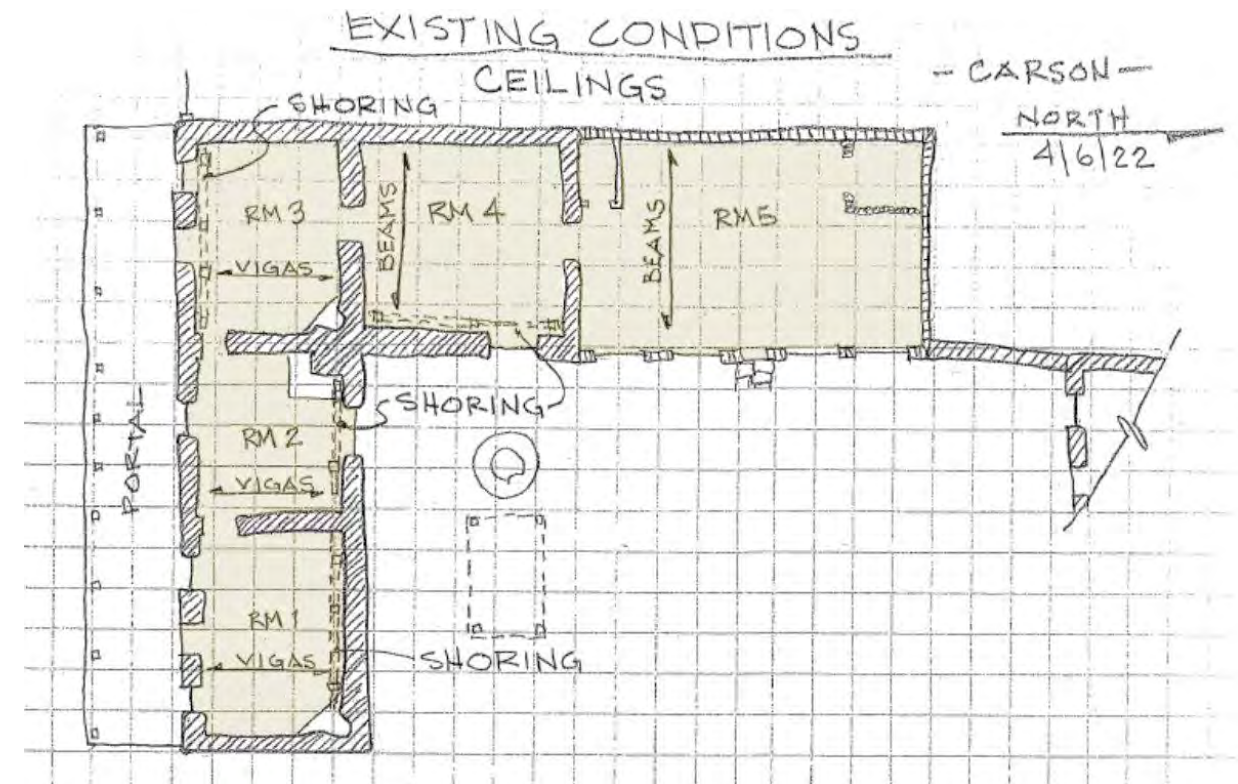 EXISTING CONDITIONS
CEILINGS
- CARSON -
NORTH
4/6/22
SHORING
RM 3
VIGAS
BEAMS
RM 4
BEAMS
RM5
SHORING
RM 2
VIGAS
PORTAL
RM 1
VIGAS
SHORING